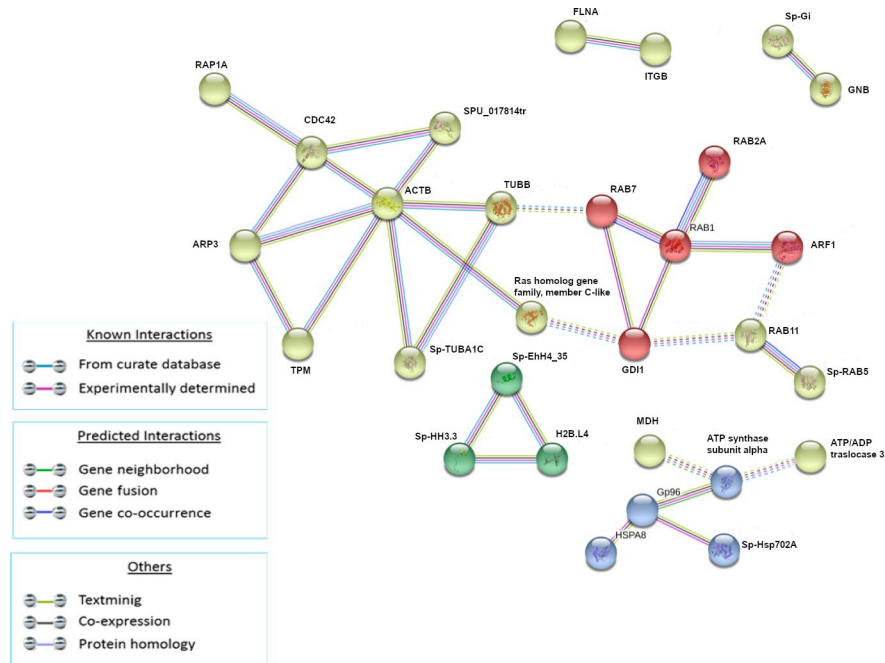 FLNA
Sp-Gi
ITGB
GNB
RAP1A
CDC42
SPU_017814tr
RAB2A
ACTB
TUBB
RAB7
RAB1
ARF1
ARP3
Ras homolog gene
family, member C-like
RAB11
TPM
Sp-TUBA1C
GDI1
Sp-RAB5
Sp-EhH4_35
Sp-HH3.3
H2B.L4
MDH
ATP synthase
subunit alpha
ATP/ADP
traslocase 3
Gp96
HSPA8
Sp-Hsp702A
Known Interactions
From curate database
Experimentally determined
Predicted Interactions
Gene neighborhood
Gene fusion
Gene co-occurrence
Others
Textminig
Co-expression
Protein homology